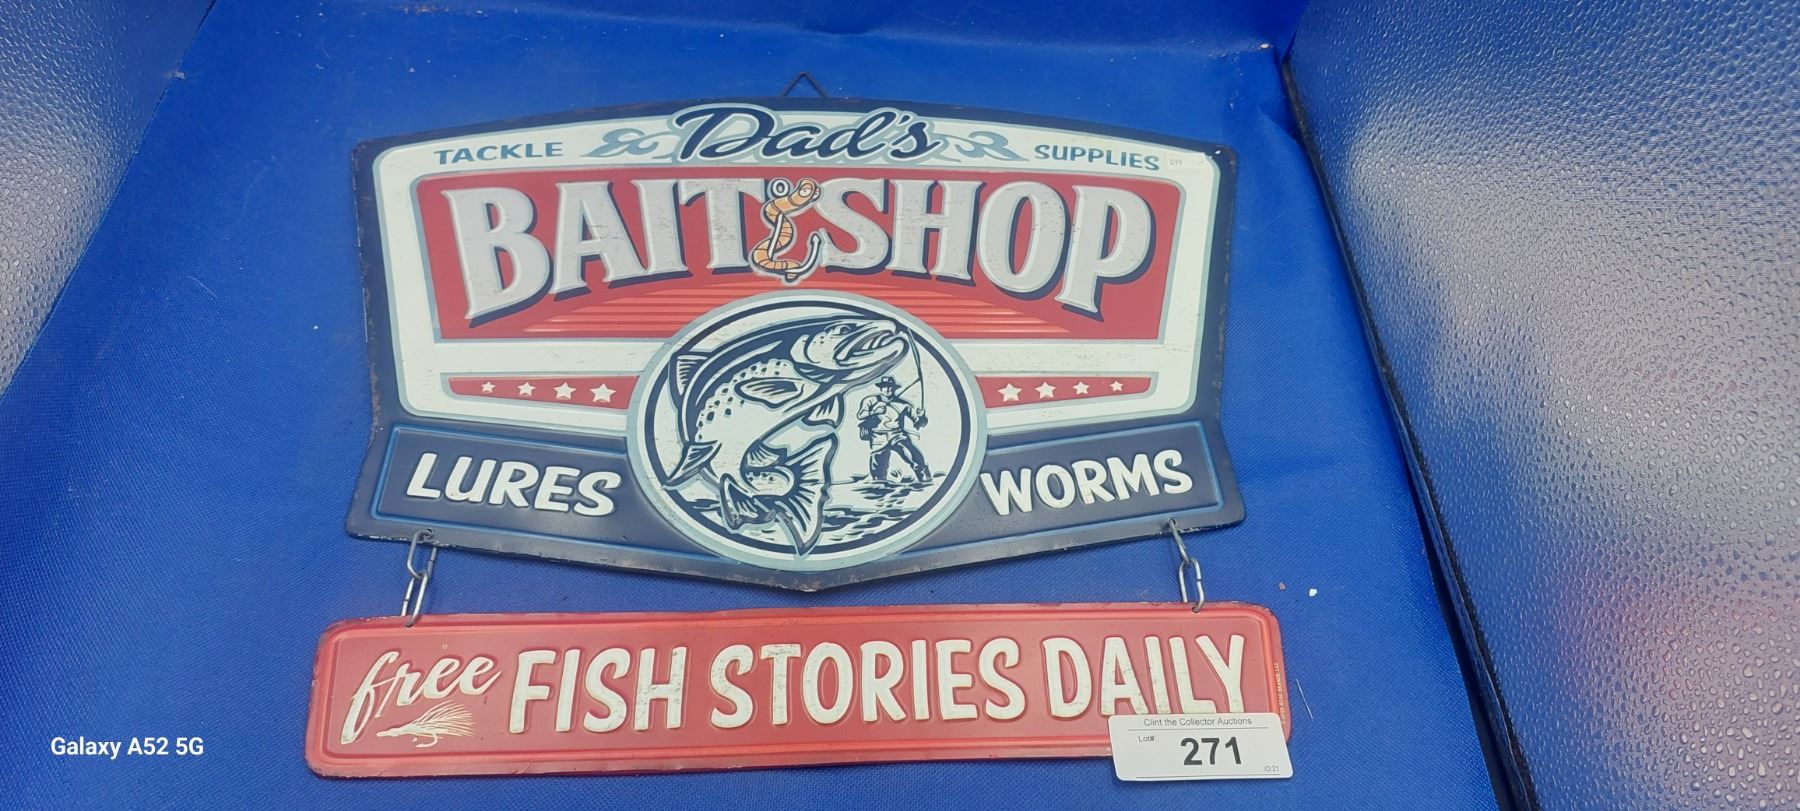 Dad's
TACKLE SUPPLIES
BAIT SHOP
LURES WORMS
free FISH STORIES DAILY
Clint the Collector Auctions
Lot#: 271
Galaxy A52 5G